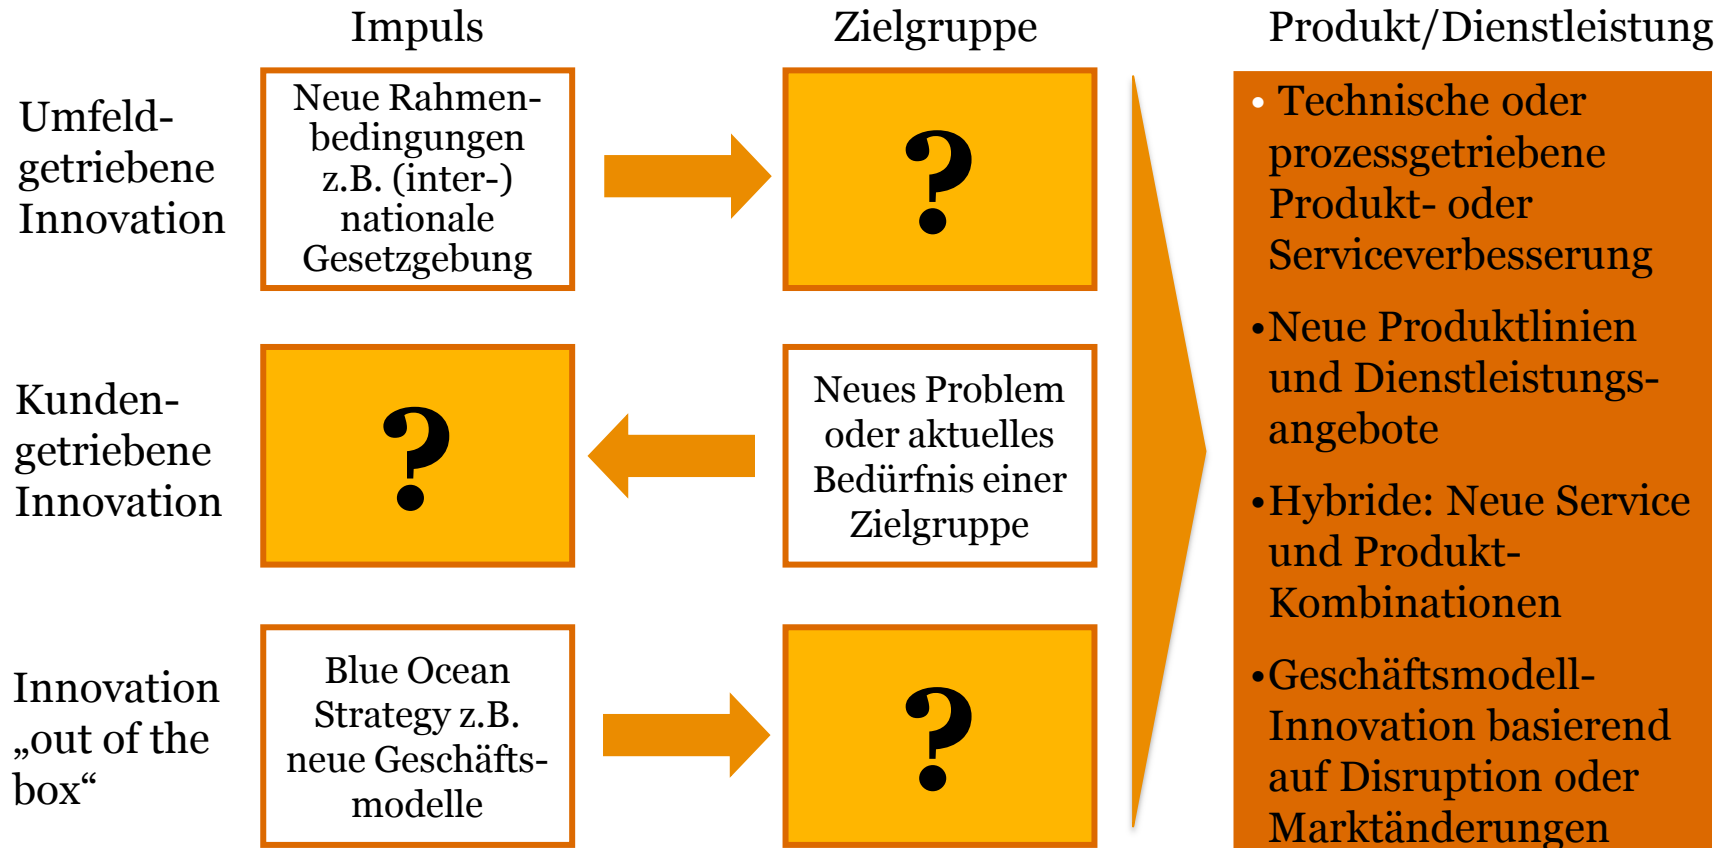 Impuls
Zielgruppe
Produkt/Dienstleistung
Umfeld-
getriebene
Innovation
Neue Rahmen-
bedingungen
z.B. (inter-)
nationale
Gesetzgebung
?
Kunden-
getriebene
Innovation
?
Neues Problem
oder aktuelles
Bedürfnis einer
Zielgruppe
Innovation
„out of the
box“
Blue Ocean
Strategy z.B.
neue Geschäfts-
modelle
?
• Technische oder
prozessgetriebene
Produkt- oder
Serviceverbesserung
•Neue Produktlinien
und Dienstleistungs-
angebote
•Hybride: Neue Service
und Produkt-
Kombinationen
•Geschäftsmodell-
Innovation basierend
auf Disruption oder
Marktänderungen